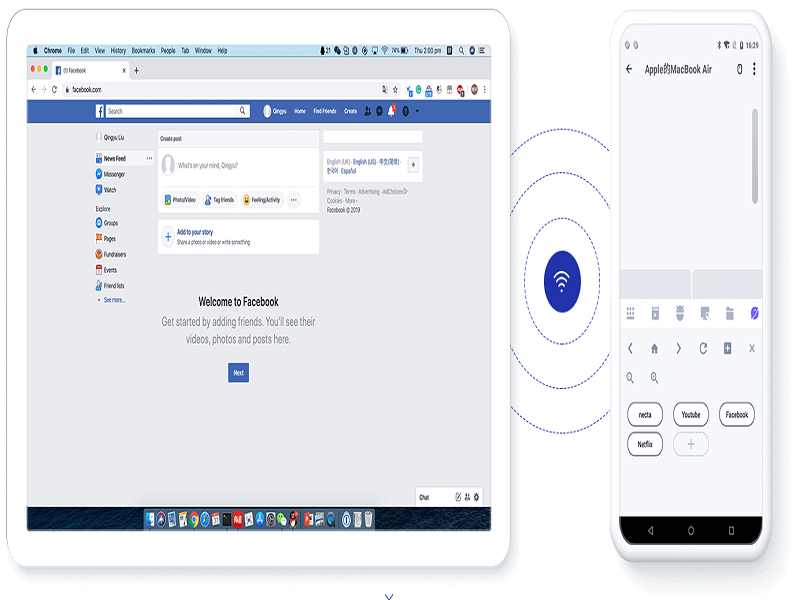 Chrome File Edit View History Bookmarks People Tab Window Help 21 74% Thu 2:00 pm
(1) Facebook
facebook.com
Search Qingyu Home Find Friends Create
Qingyu Liu
News Feed
Messenger
Watch
Explore
Groups
Pages
Fundraisers
Events
Friend lists
See more...
Create post
What's on your mind, Qingyu?
Photo/Video Tag friends Feeling/Activity
Add to your story
Share a photo or video or write something
Welcome to Facebook
Get started by adding friends. You'll see their
videos, photos and posts here.
Next
English (UK) · English (US) · 中文(简体) ·
한국어 · Español
Privacy · Terms · Advertising · AdChoices
Cookies · More
Facebook © 2019
Chat
16:29
Apple的MacBook Air
necta Youtube Facebook
Netflix